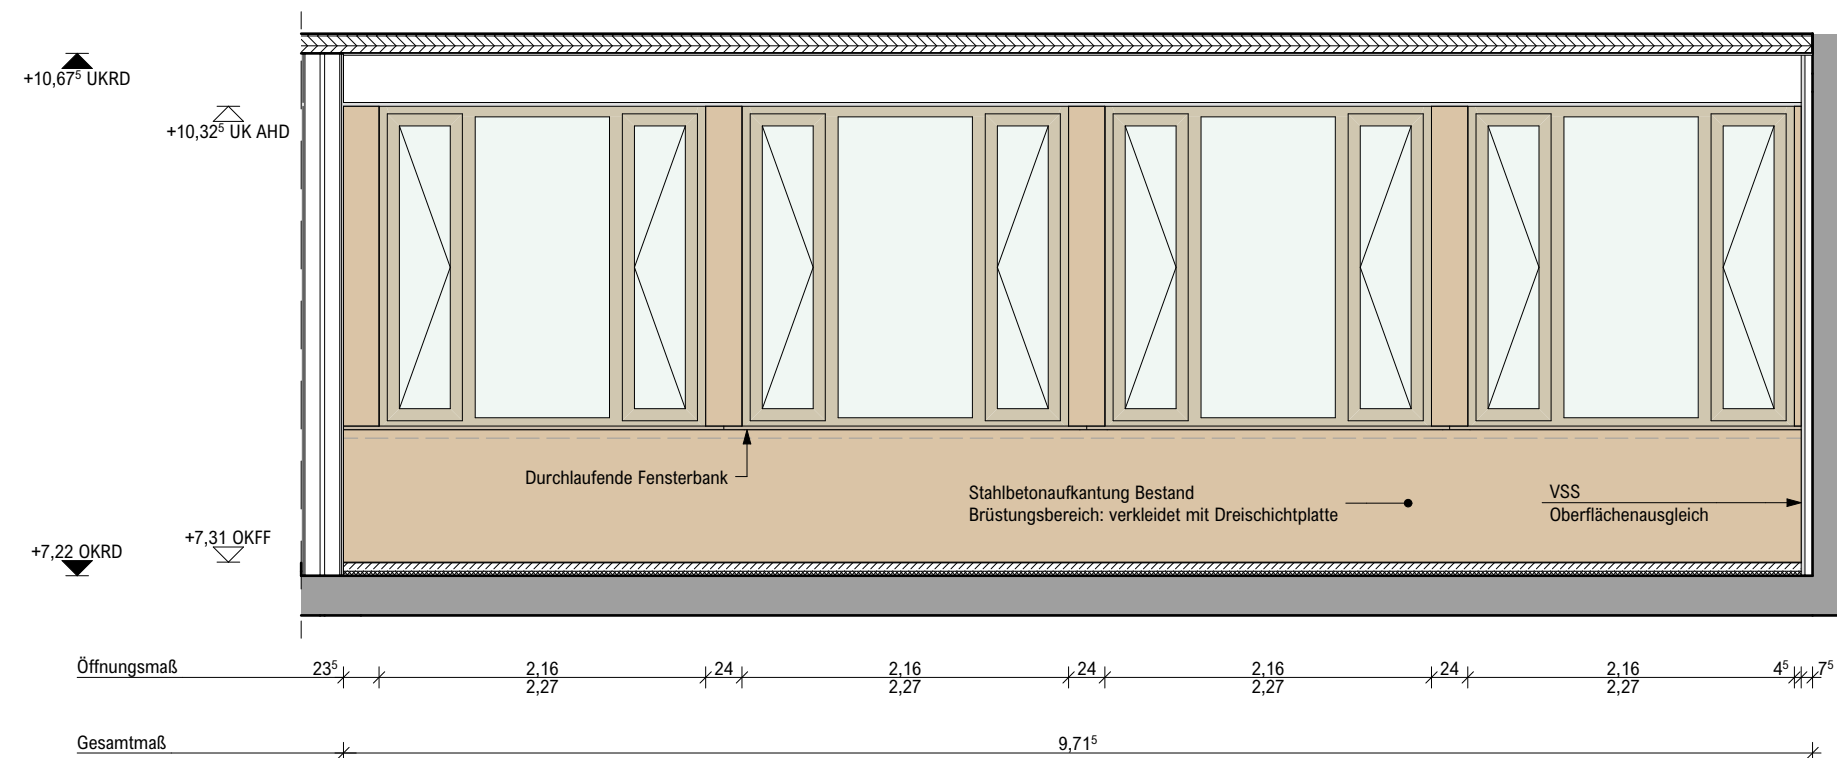 +10,67⁵ UKRD
+10,32⁵ UK AHD
Durchlaufende Fensterbank
Stahlbetonaufkantung Bestand
Brüstungsbereich: verkleidet mit Dreischichtplatte
VSS
Oberflächenausgleich
+7,31 OKFF
+7,22 OKRD
Öffnungsmaß 23⁵ 2,16 24 2,16 24 2,16 24 2,16 4⁵ 7⁵
2,27 2,27 2,27 2,27
Gesamtmaß 9,71⁵